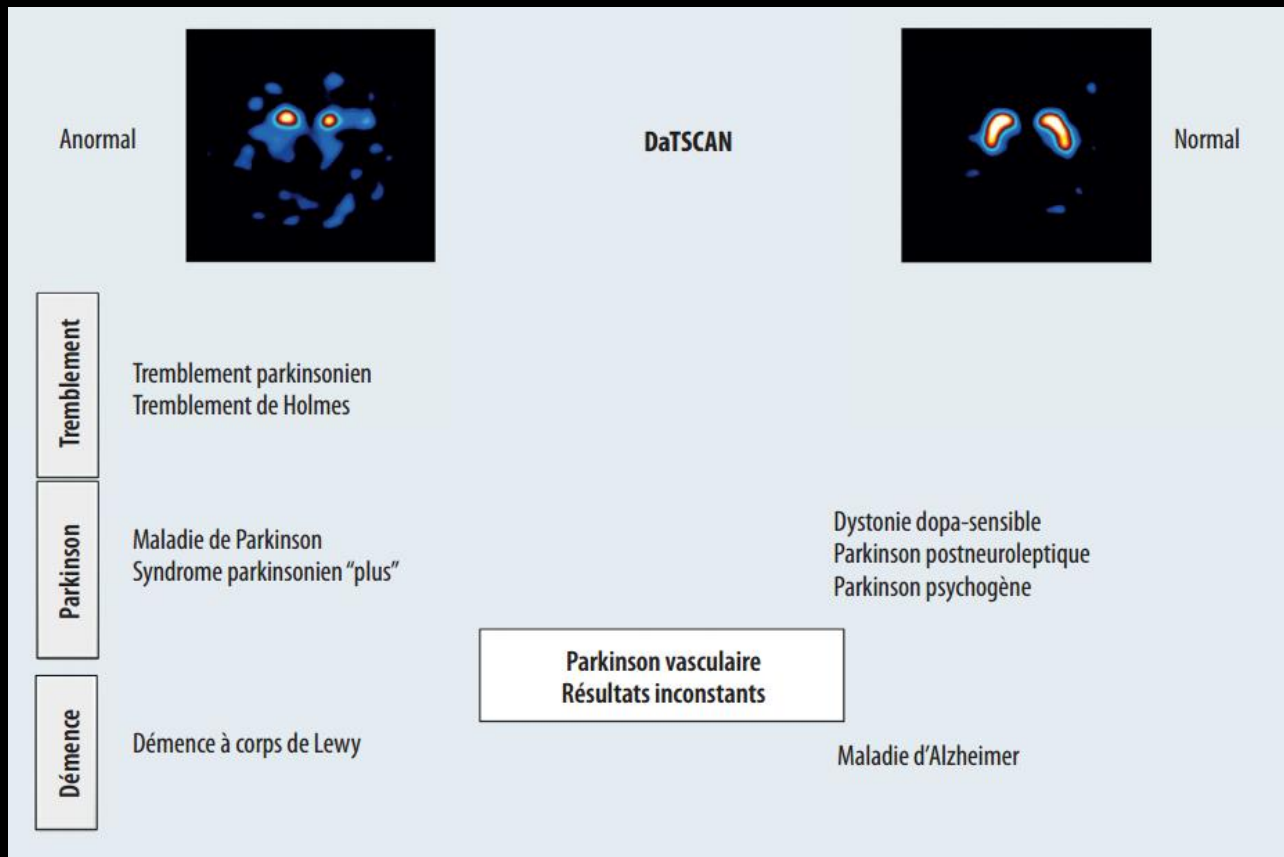 Anormal
DaTSCAN
Normal
Tremblement
Tremblement parkinsonien
Tremblement de Holmes
Parkinson
Maladie de Parkinson
Syndrome parkinsonien “plus”
Dystonie dopa-sensible
Parkinson postneuroleptique
Parkinson psychogène
Parkinson vasculaire
Résultats inconstants
Démence
Démence à corps de Lewy
Maladie d’Alzheimer